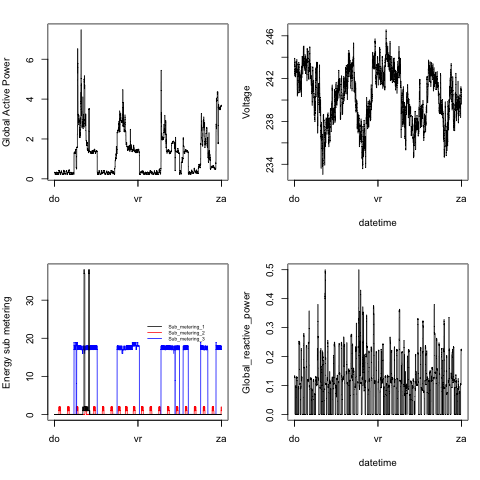 Global Active Power
0 2 4 6
do vr za
Voltage
234 238 242 246
do vr za
datetime
Energy sub metering
0 10 20 30
Sub_metering_1
Sub_metering_2
Sub_metering_3
do vr za
Global_reactive_power
0.0 0.1 0.2 0.3 0.4 0.5
do vr za
datetime